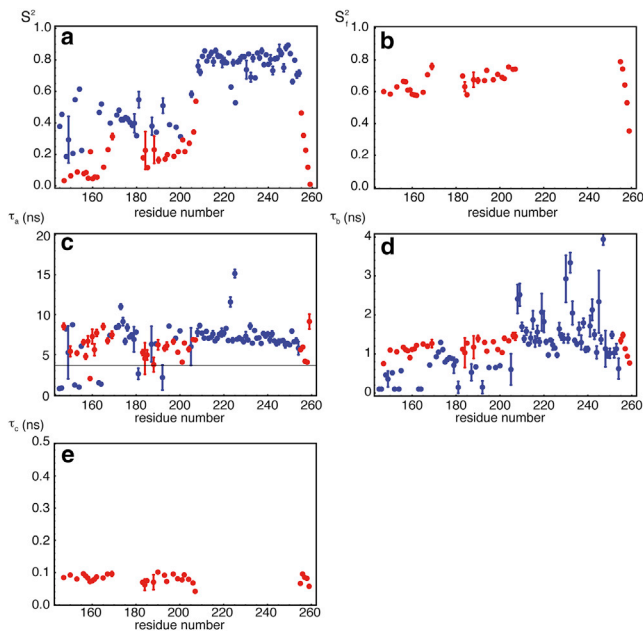 S² S²f
a b
1.0 0.8 0.6 0.4 0.2 0.0
1.0 0.8 0.6 0.4 0.2 0.0
160 180 200 220 240 260
160 180 200 220 240 260
residue number residue number
τa (ns) τb (ns)
c d
20 15 10 5 0
4 3 2 1 0
160 180 200 220 240 260
160 180 200 220 240 260
residue number residue number
τc (ns)
e
0.5 0.4 0.3 0.2 0.1 0.0
160 180 200 220 240 260
residue number